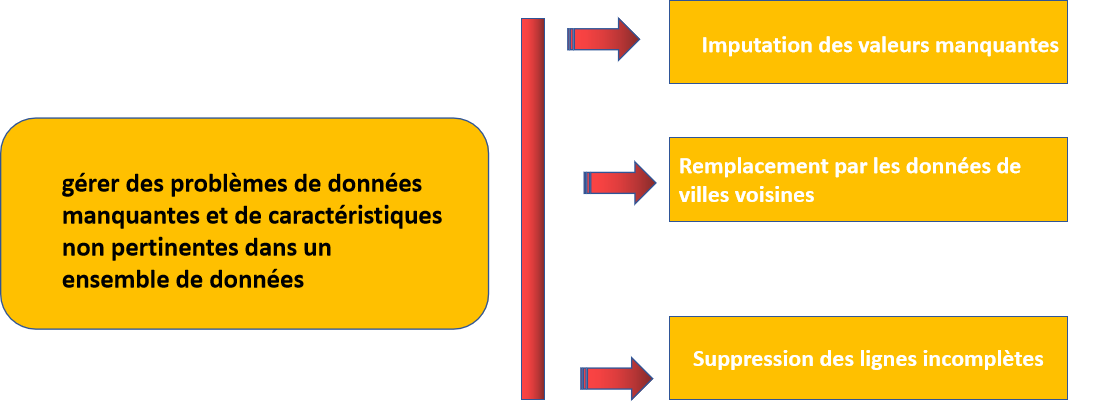 gérer des problèmes de données
manquantes et de caractéristiques
non pertinentes dans un
ensemble de données
Imputation des valeurs manquantes
Remplacement par les données de
villes voisines
Suppression des lignes incomplètes